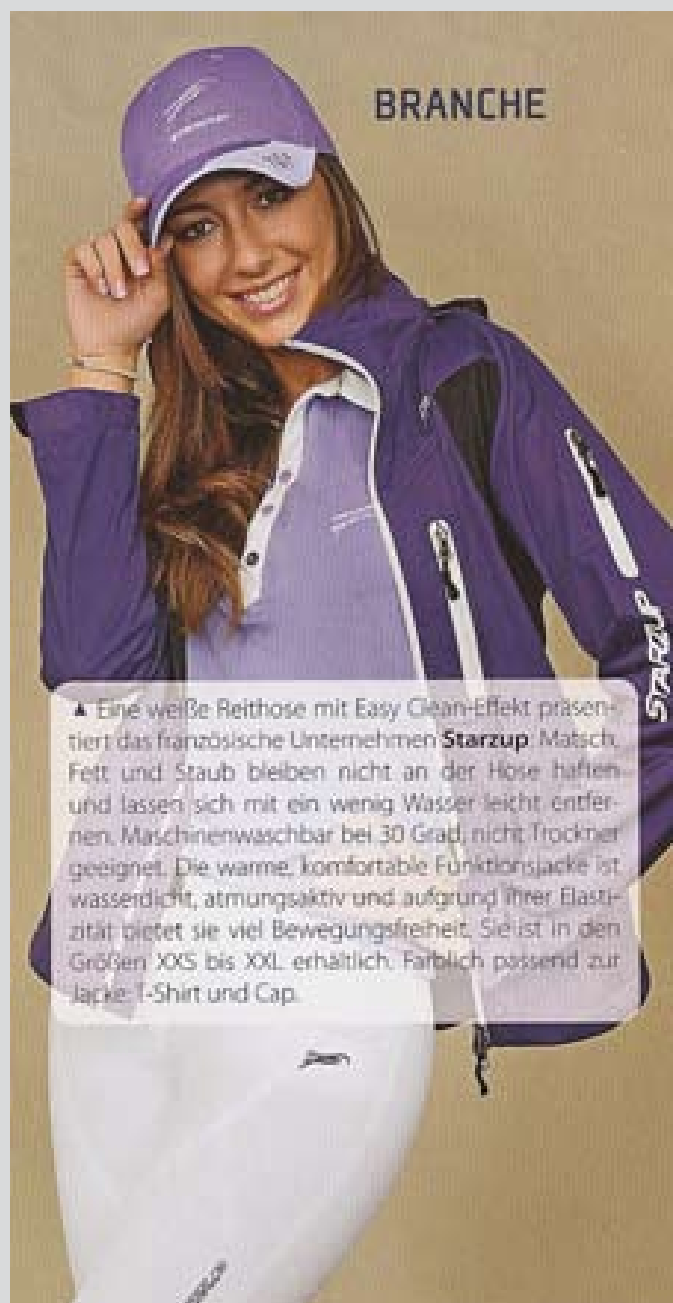 BRANCHE
STARZUP
▲ Eine weiße Reithose mit Easy Clean-Effekt präsen-
tiert das französische Unternehmen Starzup. Matsch,
Fett und Staub bleiben nicht an der Hose haften
und lassen sich mit ein wenig Wasser leicht entfer-
nen. Maschinenwaschbar bei 30 Grad, nicht Trockner
geeignet. Die warme, komfortable Funktionsjacke ist
wasserdicht, atmungsaktiv und aufgrund ihrer Elasti-
zität bietet sie viel Bewegungsfreiheit. Sie ist in den
Größen XXS bis XXL erhältlich. Farblich passend zur
Jacke: T-Shirt und Cap.